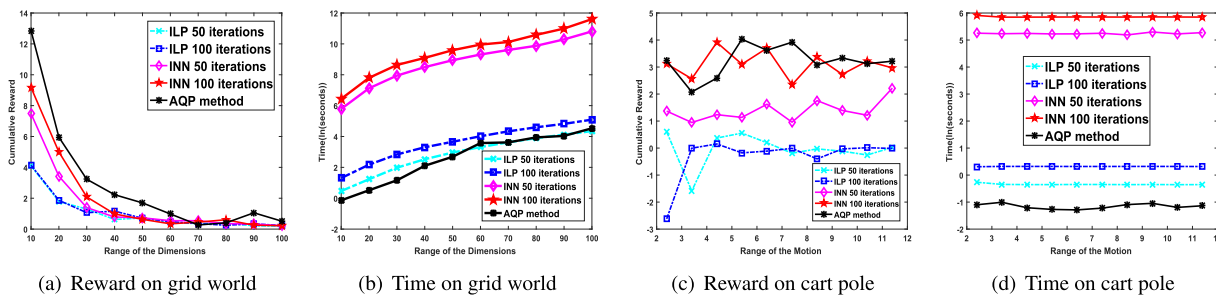 14
12
10
8
6
4
2
0
Cumulative Reward
10 20 30 40 50 60 70 80 90 100
Range of the Dimensions
ILP 50 iterations
ILP 100 iterations
INN 50 iterations
INN 100 iterations
AQP method
(a) Reward on grid world
12
10
8
6
4
2
0
-2
Time(ln(seconds))
10 20 30 40 50 60 70 80 90 100
Range of the Dimensions
ILP 50 iterations
ILP 100 iterations
INN 50 iterations
INN 100 iterations
AQP method
(b) Time on grid world
5
4
3
2
1
0
-1
-2
-3
Cumulative Reward
2 3 4 5 6 7 8 9 10 11 12
Range of the Motion
ILP 50 iterations
ILP 100 iterations
INN 50 iterations
INN 100 iterations
AQP method
(c) Reward on cart pole
6
5
4
3
2
1
0
-1
-2
Time(ln(seconds))
2 3 4 5 6 7 8 9 10 11 12
Range of the Motion
ILP 50 iterations
ILP 100 iterations
INN 50 iterations
INN 100 iterations
AQP method
(d) Time on cart pole